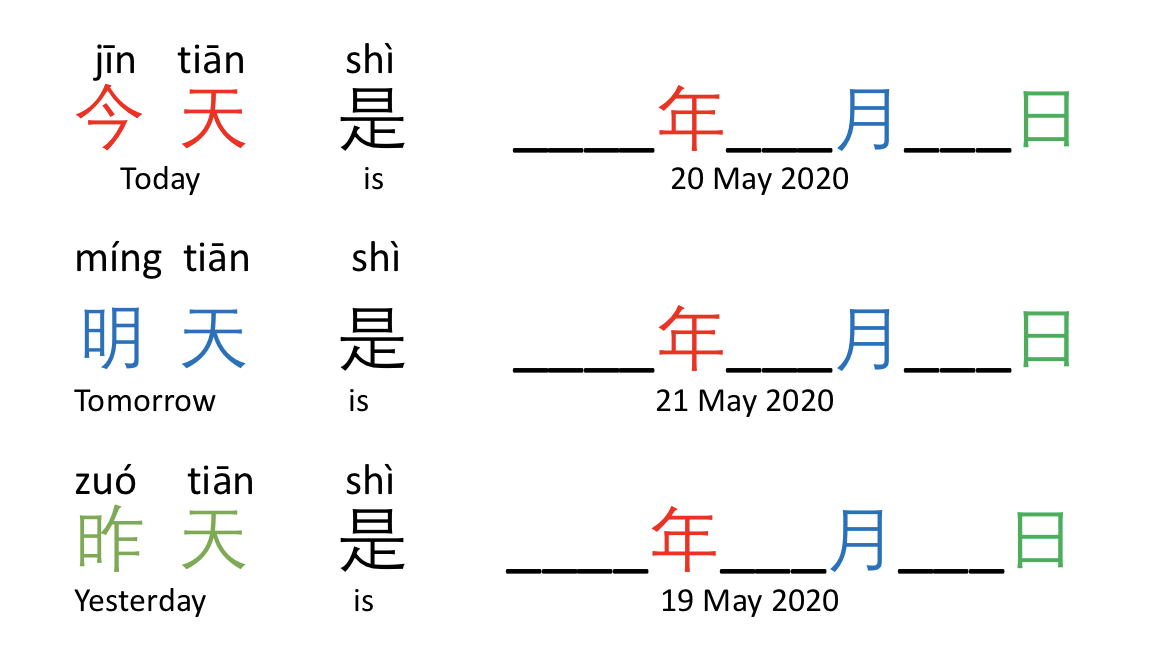 jīn tiān shì
今 天 是 ____年___月___日
Today is 20 May 2020
míng tiān shì
明 天 是 ____年___月___日
Tomorrow is 21 May 2020
zuó tiān shì
昨 天 是 ____年___月___日
Yesterday is 19 May 2020